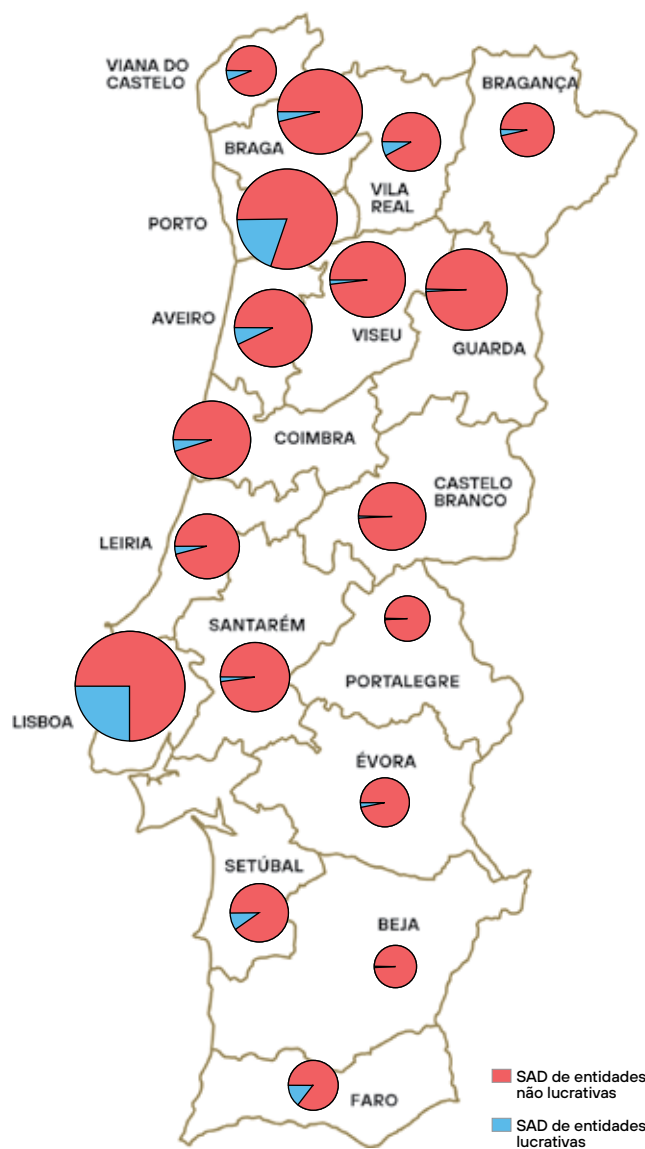 VIANA DO
CASTELO
BRAGANÇA
BRAGA
VILA
REAL
PORTO
AVEIRO
VISEU
GUARDA
COIMBRA
CASTELO
BRANCO
LEIRIA
SANTARÉM
PORTALEGRE
LISBOA
ÉVORA
SETÚBAL
BEJA
FARO
SAD de entidades
não lucrativas
SAD de entidades
lucrativas